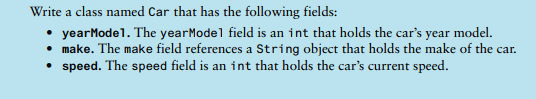 Write a class named Car that has the following fields:
• yearModel. The yearModel field is an int that holds the car's year model.
• make. The make field references a String object that holds the make of the car.
• speed. The speed field is an int that holds the car's current speed.